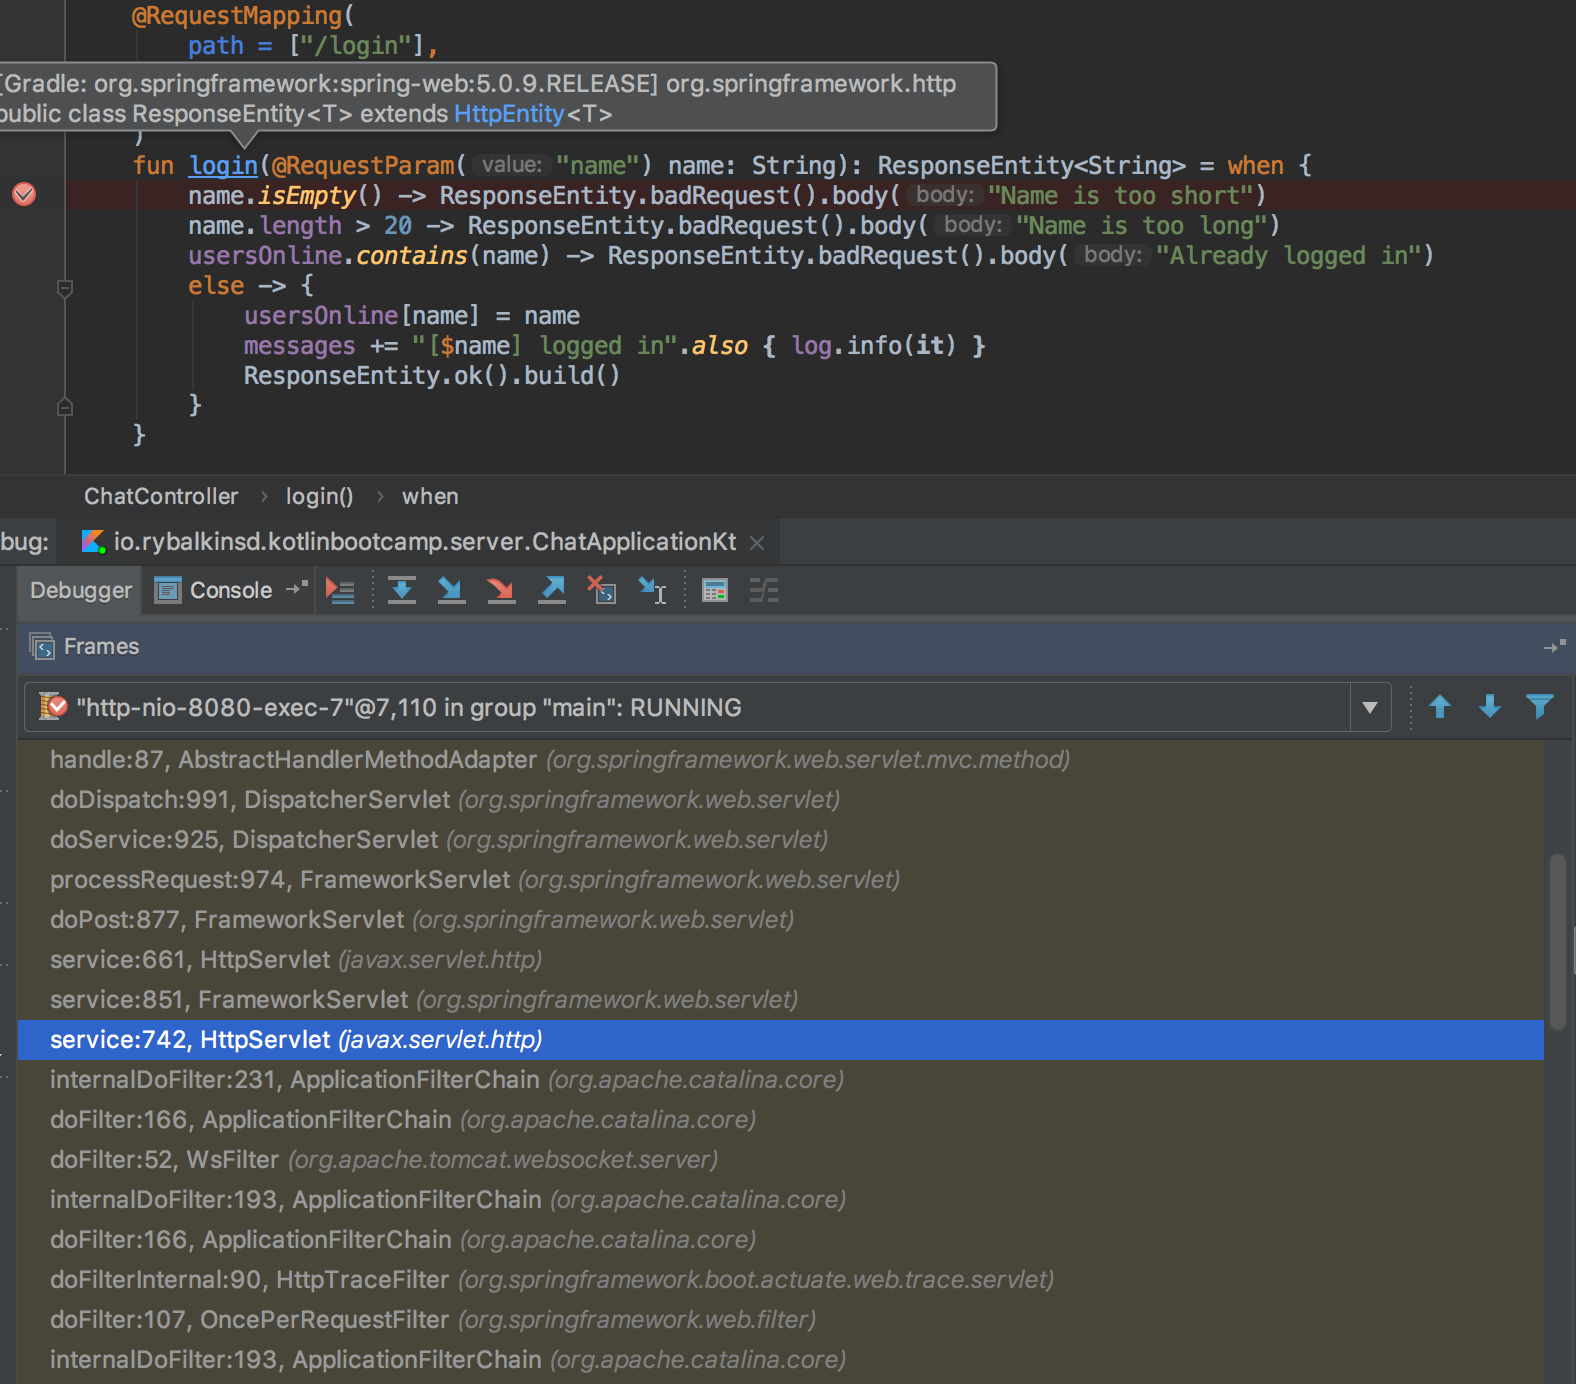 @RequestMapping(
path = ["/login"],
[Gradle: org.springframework:spring-web:5.0.9.RELEASE] org.springframework.http
public class ResponseEntity<T> extends HttpEntity<T>
)
fun login(@RequestParam( value: "name") name: String): ResponseEntity<String> = when {
name.isEmpty() -> ResponseEntity.badRequest().body( body: "Name is too short")
name.length > 20 -> ResponseEntity.badRequest().body( body: "Name is too long")
usersOnline.contains(name) -> ResponseEntity.badRequest().body( body: "Already logged in")
else -> {
usersOnline[name] = name
messages += "[$name] logged in".also { log.info(it) }
ResponseEntity.ok().build()
}
}
ChatController › login() › when
bug: io.rybalkinsd.kotlinbootcamp.server.ChatApplicationKt ×
Debugger Console
Frames
"http-nio-8080-exec-7"@7,110 in group "main": RUNNING
handle:87, AbstractHandlerMethodAdapter (org.springframework.web.servlet.mvc.method)
doDispatch:991, DispatcherServlet (org.springframework.web.servlet)
doService:925, DispatcherServlet (org.springframework.web.servlet)
processRequest:974, FrameworkServlet (org.springframework.web.servlet)
doPost:877, FrameworkServlet (org.springframework.web.servlet)
service:661, HttpServlet (javax.servlet.http)
service:851, FrameworkServlet (org.springframework.web.servlet)
service:742, HttpServlet (javax.servlet.http)
internalDoFilter:231, ApplicationFilterChain (org.apache.catalina.core)
doFilter:166, ApplicationFilterChain (org.apache.catalina.core)
doFilter:52, WsFilter (org.apache.tomcat.websocket.server)
internalDoFilter:193, ApplicationFilterChain (org.apache.catalina.core)
doFilter:166, ApplicationFilterChain (org.apache.catalina.core)
doFilterInternal:90, HttpTraceFilter (org.springframework.boot.actuate.web.trace.servlet)
doFilter:107, OncePerRequestFilter (org.springframework.web.filter)
internalDoFilter:193, ApplicationFilterChain (org.apache.catalina.core)